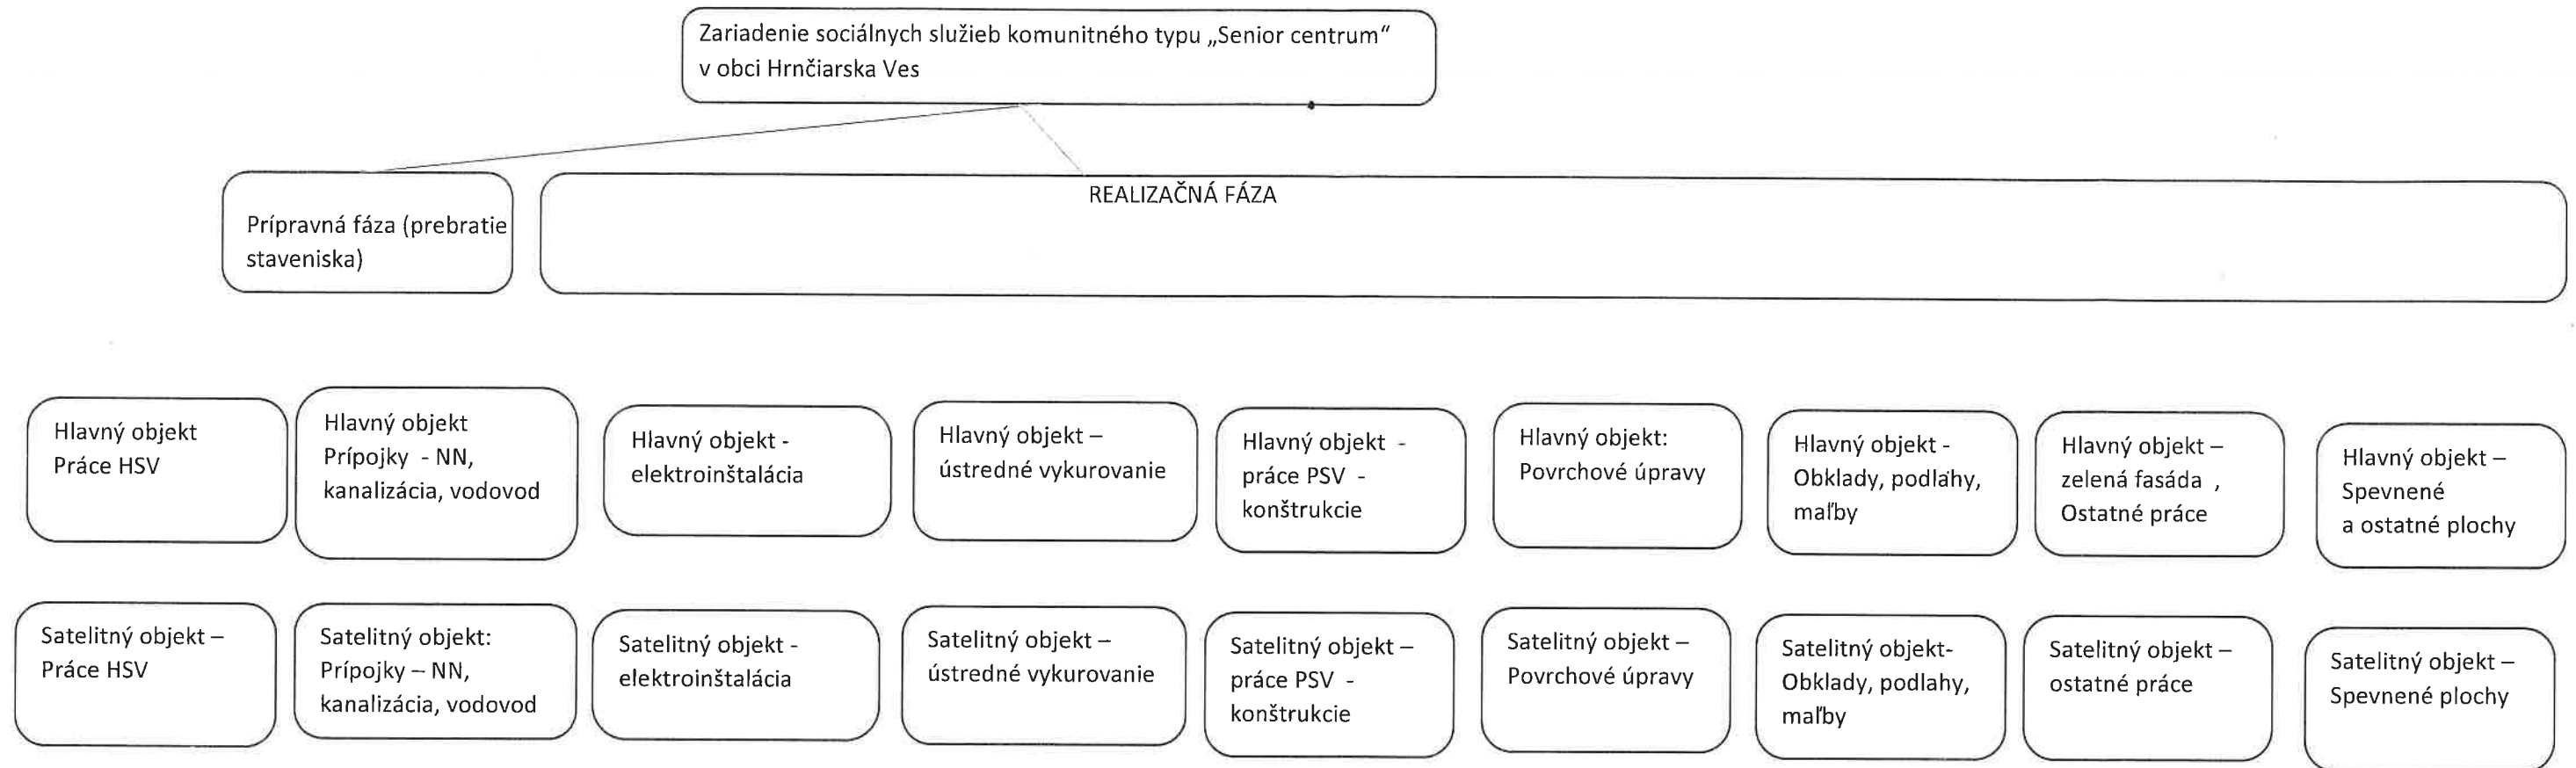 Zariadenie sociálnych služieb komunitného typu „Senior centrum“
v obci Hrnčiarska Ves
REALIZAČNÁ FÁZA
Prípravná fáza (prebratie
staveniska)
Hlavný objekt
Práce HSV
Hlavný objekt
Prípojky - NN,
kanalizácia, vodovod
Hlavný objekt -
elektroinštalácia
Hlavný objekt –
ústredné vykurovanie
Hlavný objekt -
práce PSV -
konštrukcie
Hlavný objekt:
Povrchové úpravy
Hlavný objekt -
Obklady, podlahy,
maľby
Hlavný objekt –
zelená fasáda ,
Ostatné práce
Hlavný objekt –
Spevnené
a ostatné plochy
Satelitný objekt –
Práce HSV
Satelitný objekt:
Prípojky – NN,
kanalizácia, vodovod
Satelitný objekt -
elektroinštalácia
Satelitný objekt –
ústredné vykurovanie
Satelitný objekt –
práce PSV -
konštrukcie
Satelitný objekt –
Povrchové úpravy
Satelitný objekt-
Obklady, podlahy,
maľby
Satelitný objekt –
ostatné práce
Satelitný objekt –
Spevnené plochy